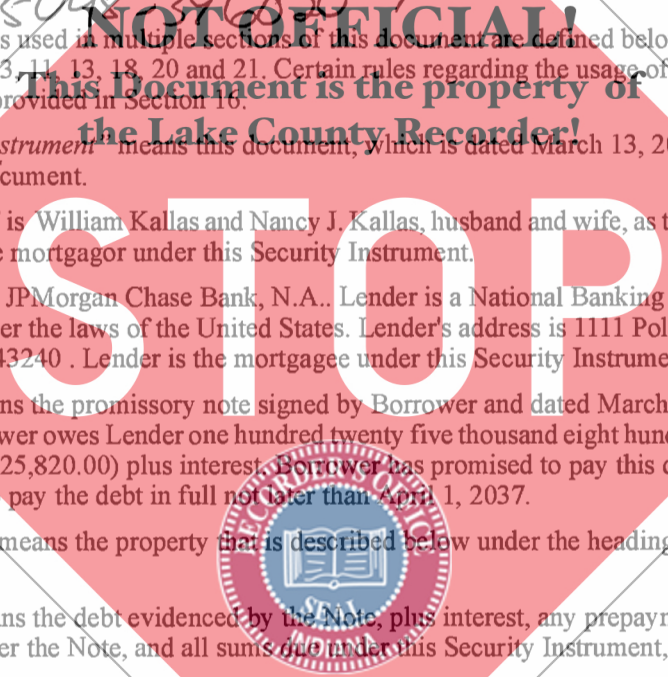 NOT OFFICIAL!
s used in multiple sections of this document are defined belo
3, 11, 13, 18, 20 and 21. Certain rules regarding the usage of
This Document is the property of
provided in Section 16.
the Lake County Recorder!
strument" means this document, which is dated March 13, 20
cument.
is William Kallas and Nancy J. Kallas, husband and wife, as t
e mortgagor under this Security Instrument.
STOP
JPMorgan Chase Bank, N.A.. Lender is a National Banking
er the laws of the United States. Lender's address is 1111 Pol
43240 . Lender is the mortgagee under this Security Instrume
ns the promissory note signed by Borrower and dated March
wer owes Lender one hundred twenty five thousand eight hund
25,820.00) plus interest. Borrower has promised to pay this d
pay the debt in full not later than April 1, 2037.
means the property that is described below under the heading
RECORDER'S OFFICE
SEAL
INDIANA
ns the debt evidenced by the Note, plus interest, any prepaym
er the Note, and all sums due under this Security Instrument,